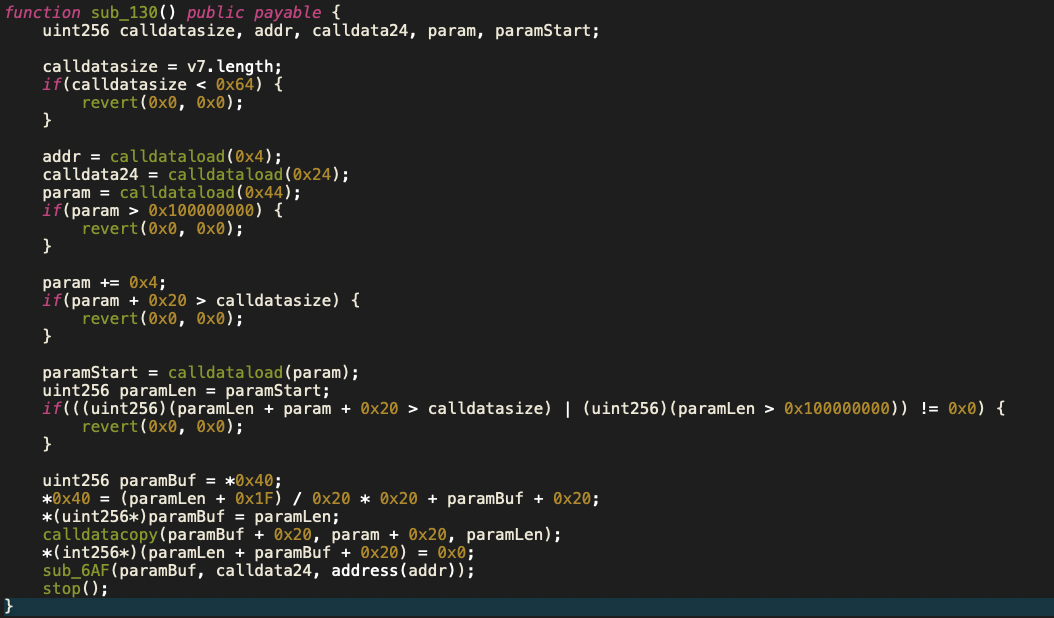 function sub_130() public payable {
    uint256 calldatasize, addr, calldata24, param, paramStart;

    calldatasize = v7.length;
    if(calldatasize < 0x64) {
        revert(0x0, 0x0);
    }

    addr = calldataload(0x4);
    calldata24 = calldataload(0x24);
    param = calldataload(0x44);
    if(param > 0x100000000) {
        revert(0x0, 0x0);
    }

    param += 0x4;
    if(param + 0x20 > calldatasize) {
        revert(0x0, 0x0);
    }

    paramStart = calldataload(param);
    uint256 paramLen = paramStart;
    if(((uint256)(paramLen + param + 0x20 > calldatasize) | (uint256)(paramLen > 0x100000000)) != 0x0) {
        revert(0x0, 0x0);
    }

    uint256 paramBuf = *0x40;
    *0x40 = (paramLen + 0x1F) / 0x20 * 0x20 + paramBuf + 0x20;
    *(uint256*)paramBuf = paramLen;
    calldatacopy(paramBuf + 0x20, param + 0x20, paramLen);
    *(int256*)(paramLen + paramBuf + 0x20) = 0x0;
    sub_6AF(paramBuf, calldata24, address(addr));
    stop();
}